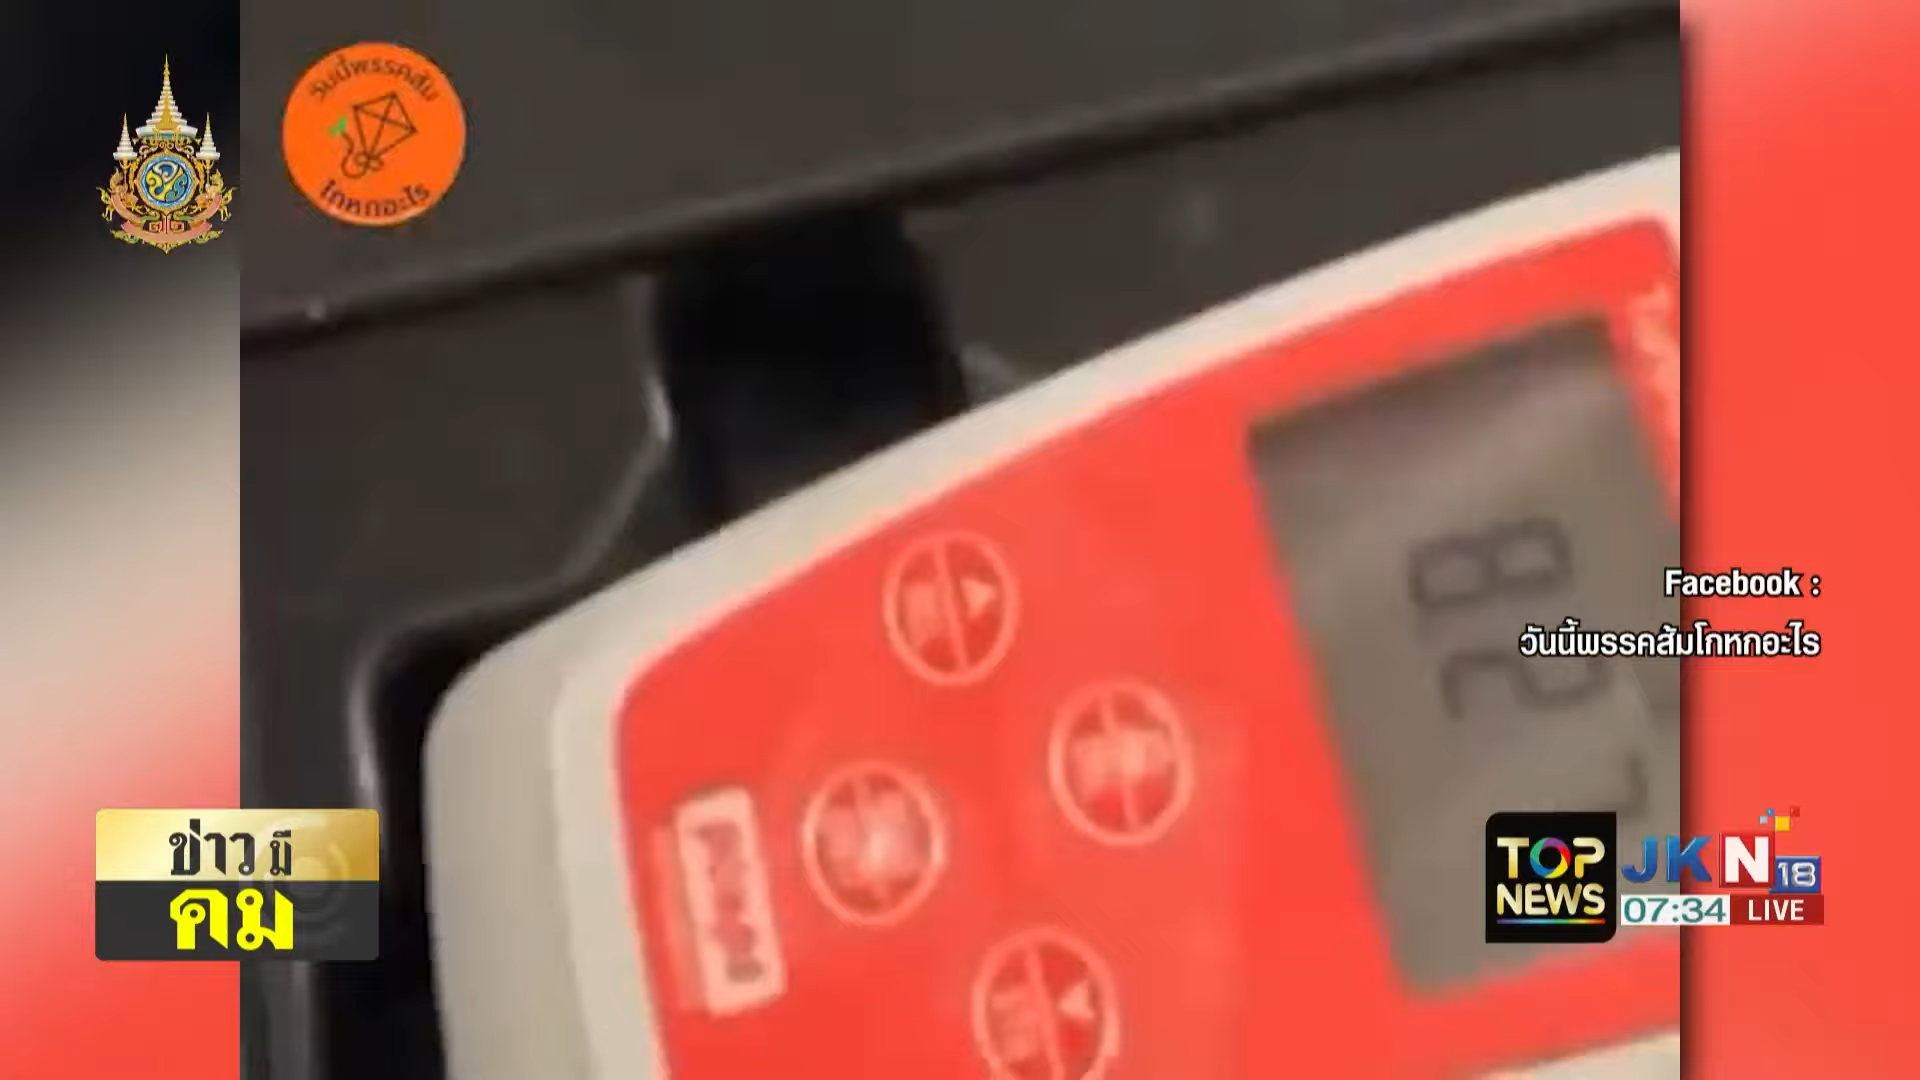 วันนี้พรรคส้ม
โกหกอะไร
Facebook :
วันนี้พรรคส้มโกหกอะไร
ข่าวมี
คม
TOP
NEWS
JKN
18
07:34 LIVE